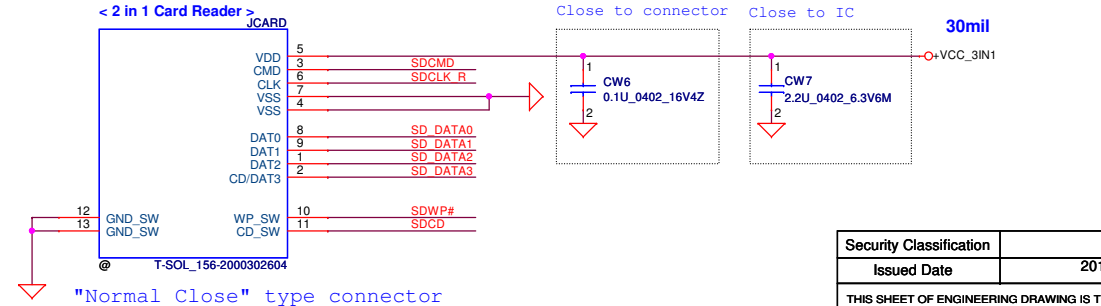 < 2 in 1 Card Reader >
JCARD
Close to connector
Close to IC
30mil
VDD 5
CMD 3 SDCMD
CLK 6 SDCLK_R
VSS 7
VSS 4
DAT0 8 SD_DATA0
DAT1 9 SD_DATA1
DAT2 1 SD_DATA2
CD/DAT3 2 SD_DATA3
12 GND_SW WP_SW 10 SDWP#
13 GND_SW CD_SW 11 SDCD
@ T-SOL_156-2000302604
"Normal Close" type connector
1
CW6
0.1U_0402_16V4Z
2
1
CW7
2.2U_0402_6.3V6M
2
+VCC_3IN1
Security Classification
Issued Date 201
THIS SHEET OF ENGINEERING DRAWING IS T